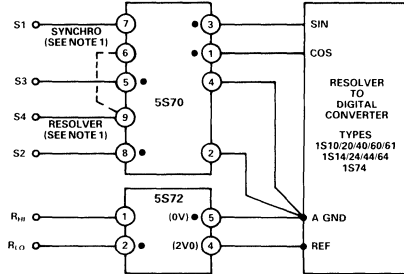 S1
SYNCHRO
(SEE NOTE 1)
7
6
S3
5
S4
9
RESOLVER
(SEE NOTE 1)
S2
8
5S70
3
1
4
2
SIN
COS
RESOLVER
TO
DIGITAL
CONVERTER
TYPES
1S10/20/40/60/61
1S14/24/44/64
1S74
A GND
REF
5S72
RHI
1
RLO
2
(0V)
5
(2V0)
4